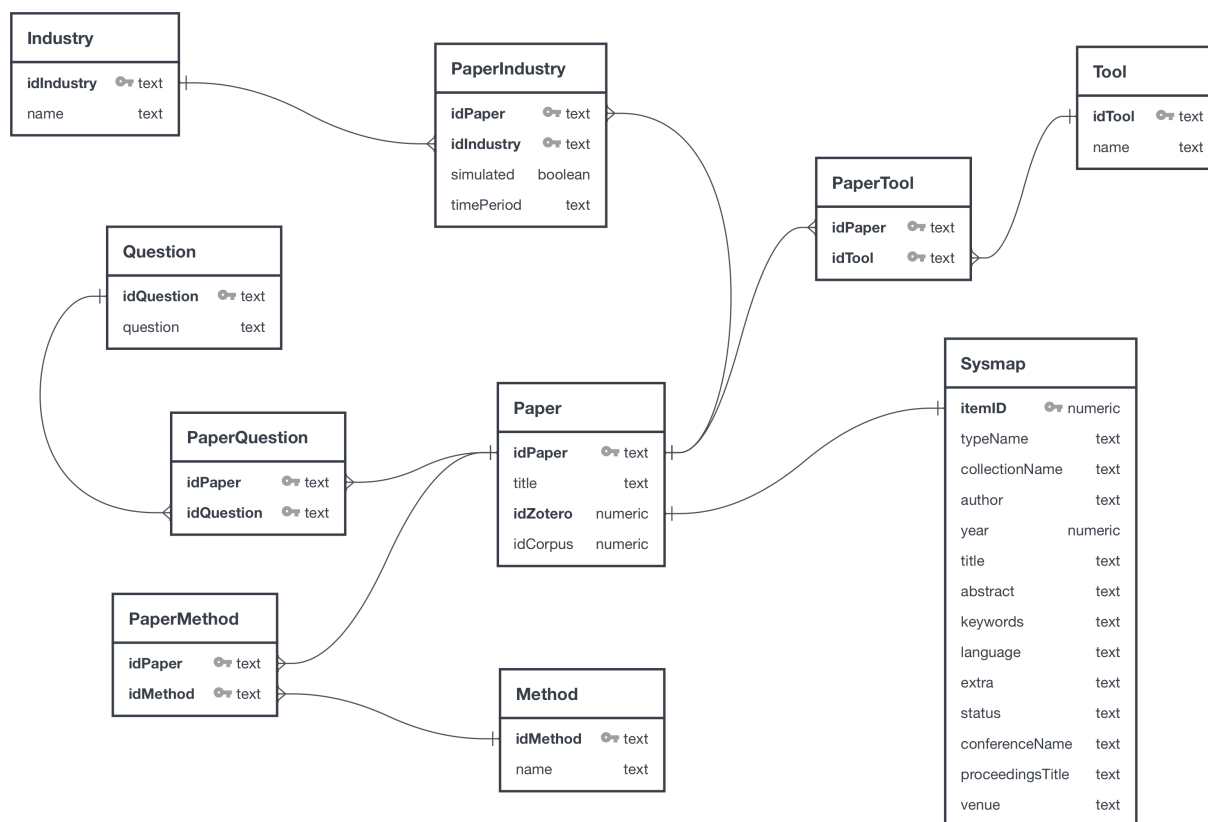 Industry
idIndustry text
name text
PaperIndustry
idPaper text
idIndustry text
simulated boolean
timePeriod text
Tool
idTool text
name text
PaperTool
idPaper text
idTool text
Question
idQuestion text
question text
PaperQuestion
idPaper text
idQuestion text
Paper
idPaper text
title text
idZotero numeric
idCorpus numeric
Sysmap
itemID numeric
typeName text
collectionName text
author text
year numeric
title text
abstract text
keywords text
language text
extra text
status text
conferenceName text
proceedingsTitle text
venue text
PaperMethod
idPaper text
idMethod text
Method
idMethod text
name text